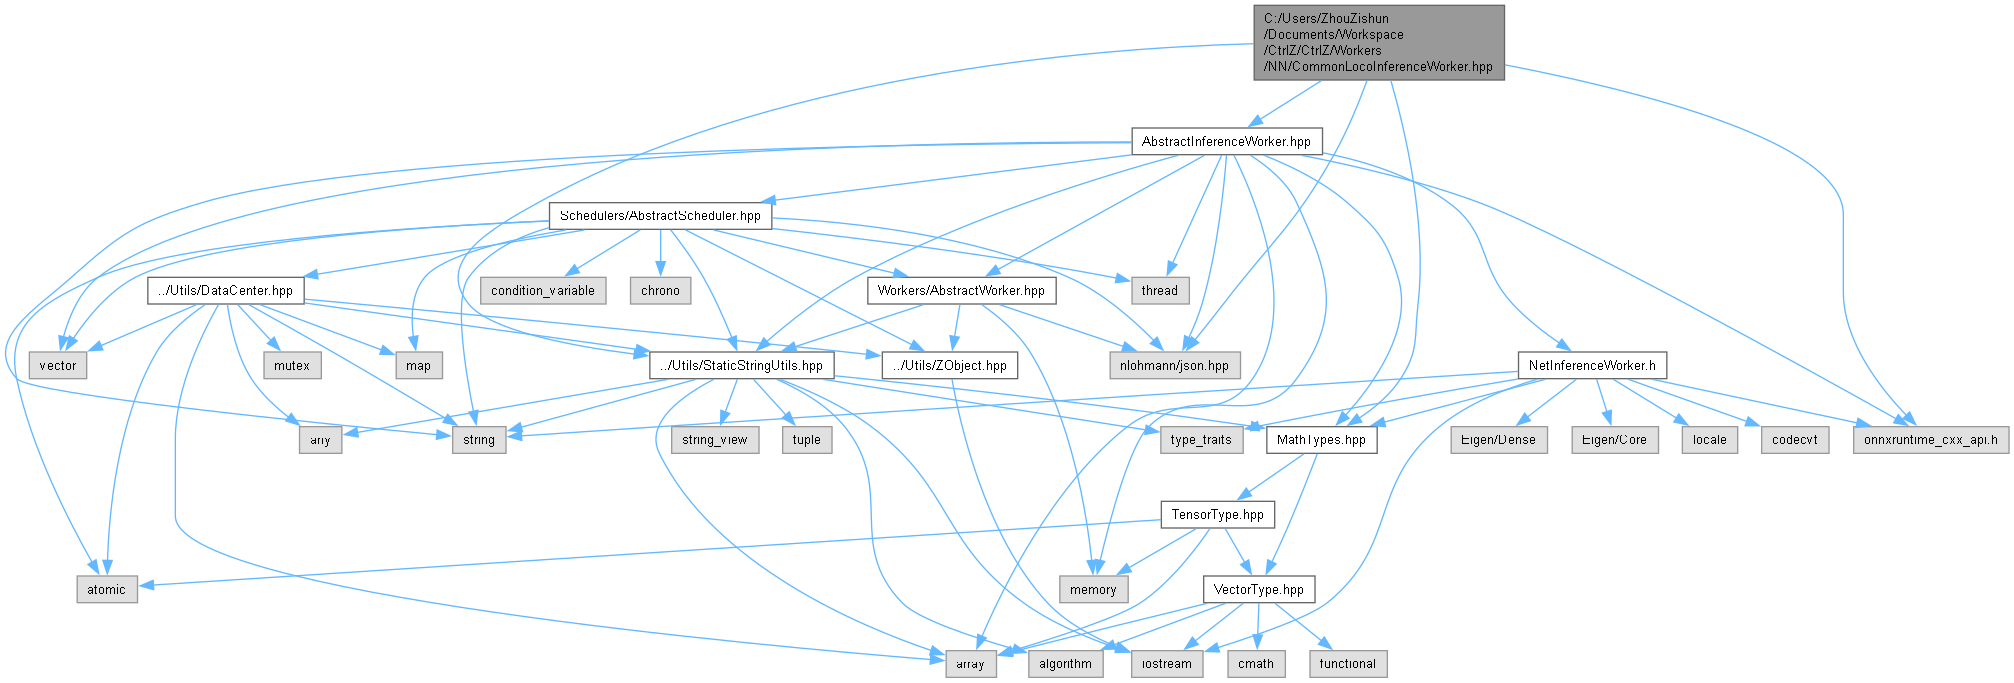 C:/Users/ZhouZishun
/Documents/Workspace
/CtrlZ/CtrlZ/Workers
/NN/CommonLocoInferenceWorker.hpp
AbstractInferenceWorker.hpp
Schedulers/AbstractScheduler.hpp
../Utils/DataCenter.hpp
condition_variable
chrono
Workers/AbstractWorker.hpp
thread
vector
mutex
map
../Utils/StaticStringUtils.hpp
../Utils/ZObject.hpp
nlohmann/json.hpp
NetInferenceWorker.h
any
string
string_view
tuple
type_traits
MathTypes.hpp
Eigen/Dense
Eigen/Core
locale
codecvt
onnxruntime_cxx_api.h
TensorType.hpp
atomic
memory
VectorType.hpp
array
algorithm
iostream
cmath
functional